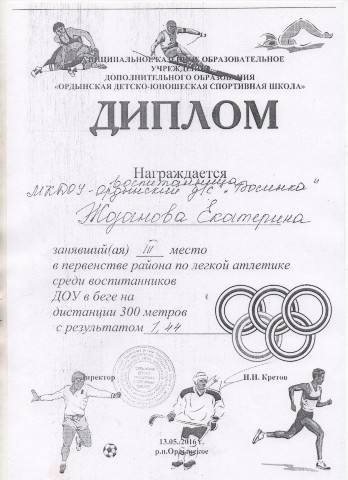 МУНИЦИПАЛЬНОЕ КАЗЕННОЕ ОБРАЗОВАТЕЛЬНОЕ
УЧРЕЖДЕНИЕ
ДОПОЛНИТЕЛЬНОГО ОБРАЗОВАНИЯ
«ОРДЫНСКАЯ ДЕТСКО-ЮНОШЕСКАЯ СПОРТИВНАЯ ШКОЛА»
ДИПЛОМ
Награждается
воспитанница
МКДОУ-Ордынский д/с "Росинка"
Жданова Екатерина
занявший(ая) III место
в первенстве района по легкой атлетике
среди воспитанников
ДОУ в беге на
дистанции 300 метров
с результатом 1,44
Директор Н.Н. Кретов
13.05.2016 г.
р.п.Ордынское